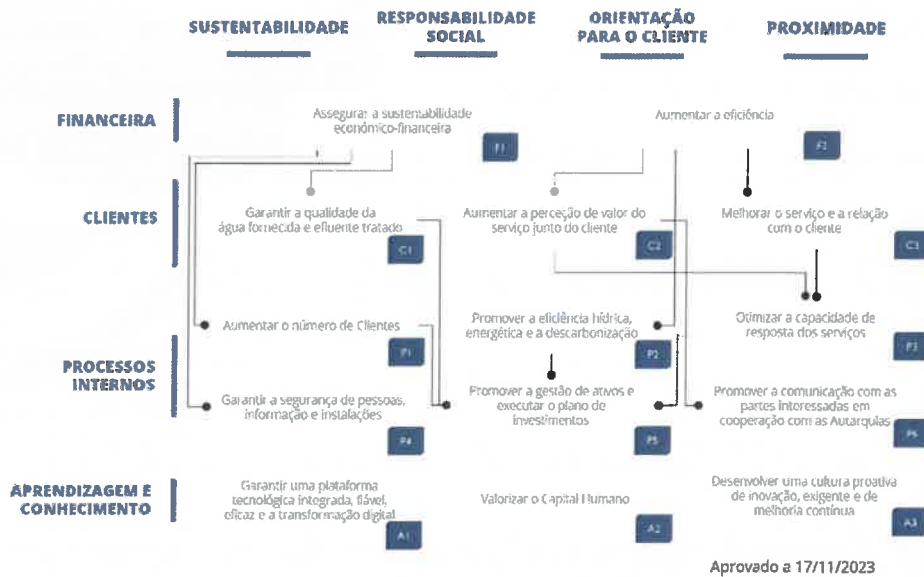 SUSTENTABILIDADE
RESPONSABILIDADE
SOCIAL
ORIENTAÇÃO
PARA O CLIENTE
PROXIMIDADE
FINANCEIRA
Assegurar a sustentabilidade
económico-financeira
F1
Aumentar a eficiência
F2
CLIENTES
Garantir a qualidade da
água fornecida e efluente tratado
C1
Aumentar a perceção de valor do
serviço junto do cliente
C2
Melhorar o serviço e a relação
com o cliente
C3
PROCESSOS
INTERNOS
Aumentar o número de Clientes
P1
Promover a eficiência hídrica,
energética e a descarbonização
P2
Otimizar a capacidade de
resposta dos serviços
P3
Garantir a segurança de pessoas,
informação e instalações
P4
Promover a gestão de ativos e
executar o plano de
investimentos
P5
Promover a comunicação com as
partes interessadas em
cooperação com as Autarquias
P6
APRENDIZAGEM E
CONHECIMENTO
Garantir uma plataforma
tecnológica integrada, fiável,
eficaz e a transformação digital
A1
Valorizar o Capital Humano
A2
Desenvolver uma cultura proativa
de inovação, exigente e de
melhoria contínua
A3
Aprovado a 17/11/2023